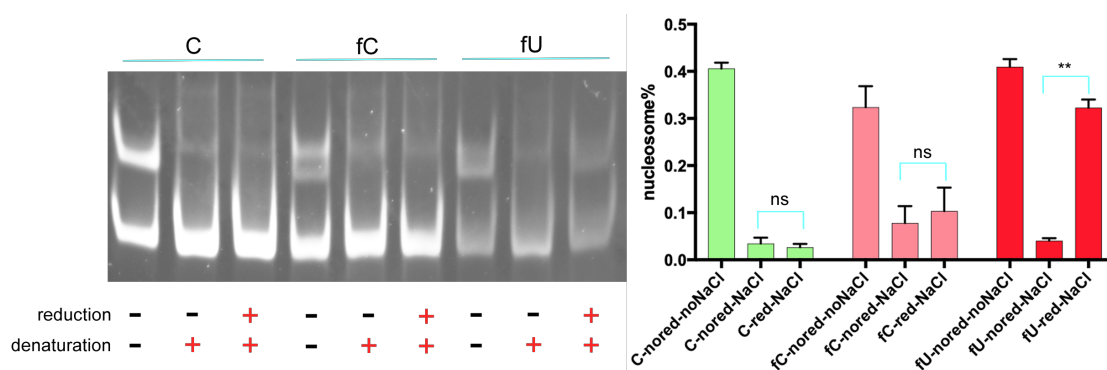 C fC fU
reduction - - + - - + - - +
denaturation - + + - + + - + +
nucleosome%
0.5
0.4
0.3
0.2
0.1
0.0
ns
ns
**
C-nored-noNaCl
C-nored-NaCl
C-red-NaCl
fC-nored-noNaCl
fC-nored-NaCl
fC-red-NaCl
fU-nored-noNaCl
fU-nored-NaCl
fU-red-NaCl